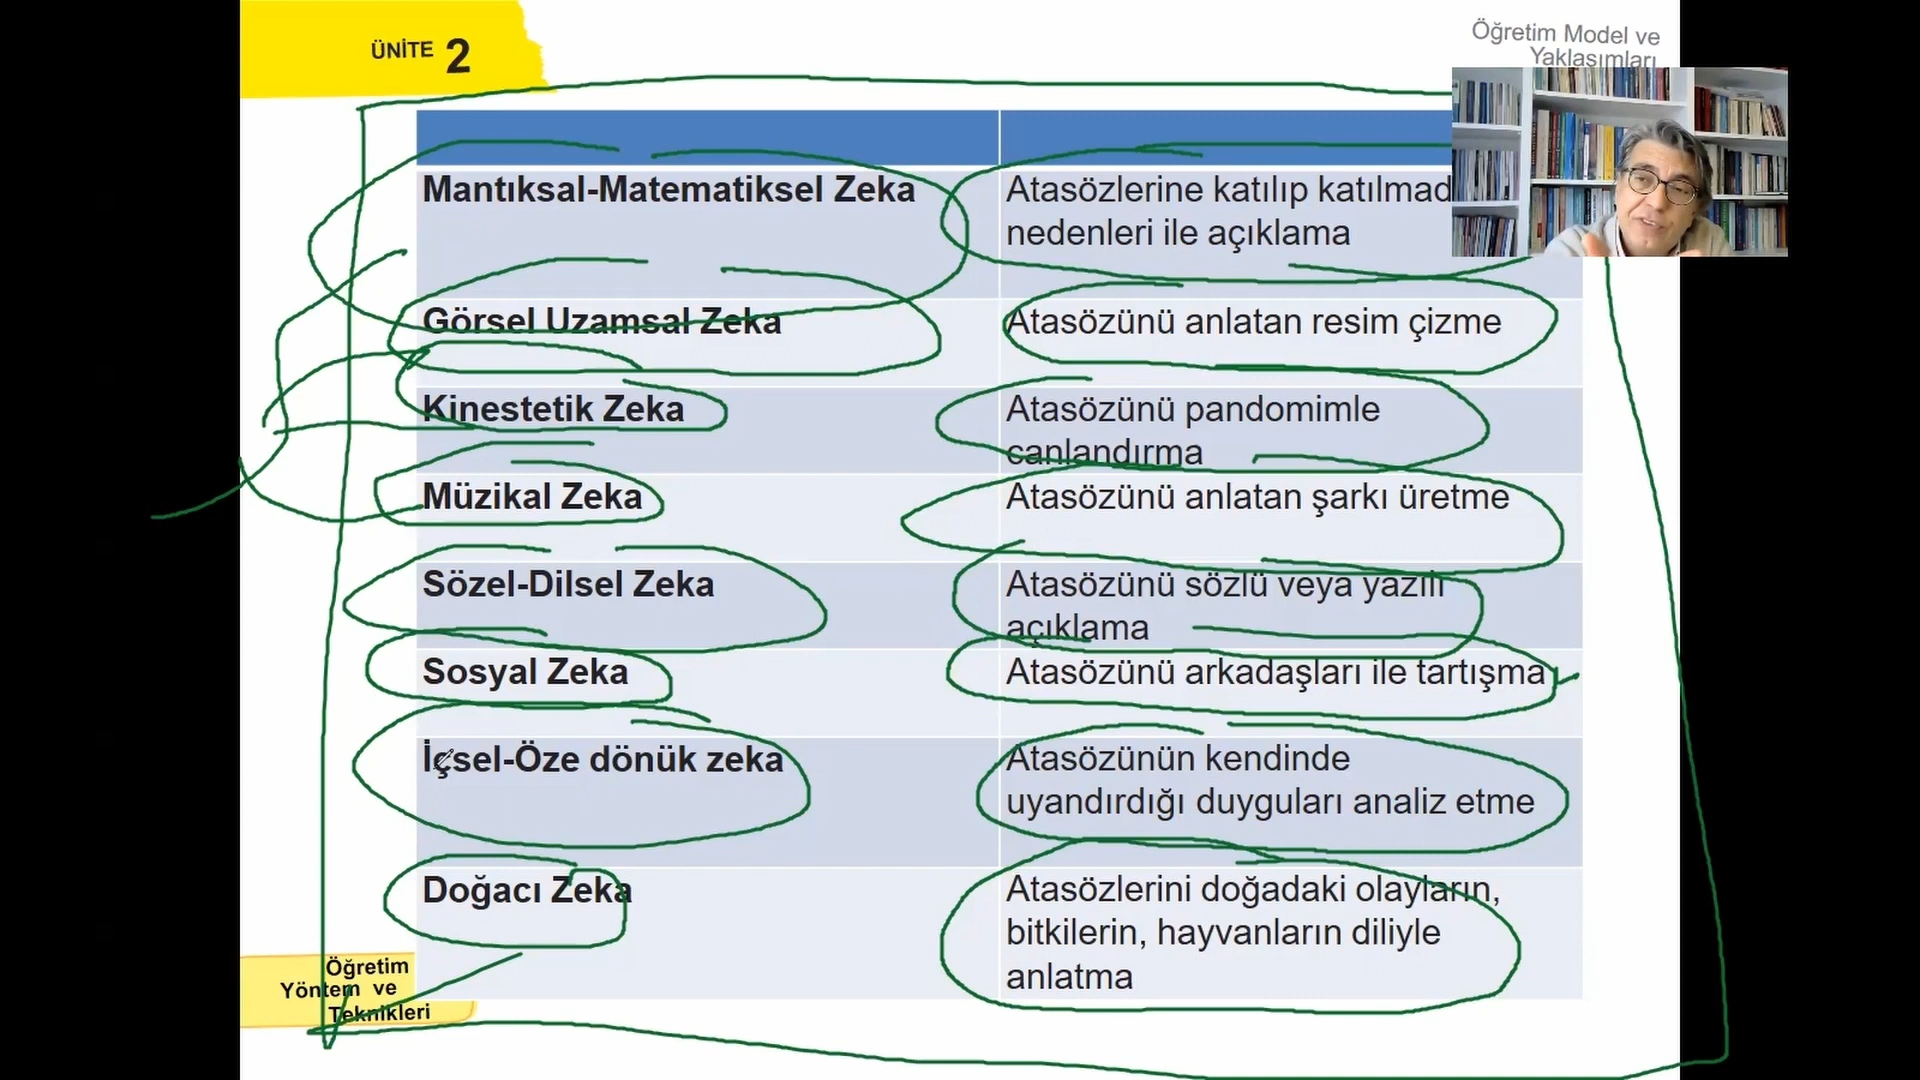 ÜNİTE 2
Öğretim Model ve
Yaklaşımları
Mantıksal-Matematiksel Zeka
Atasözlerine katılıp katılmad
nedenleri ile açıklama
Görsel Uzamsal Zeka
Atasözünü anlatan resim çizme
Kinestetik Zeka
Atasözünü pandomimle
canlandırma
Müzikal Zeka
Atasözünü anlatan şarkı üretme
Sözel-Dilsel Zeka
Atasözünü sözlü veya yazılı
açıklama
Sosyal Zeka
Atasözünü arkadaşları ile tartışma
İçsel-Öze dönük zeka
Atasözünün kendinde
uyandırdığı duyguları analiz etme
Doğacı Zeka
Atasözlerini doğadaki olayların,
bitkilerin, hayvanların diliyle
anlatma
Öğretim
Yöntem ve
Teknikleri